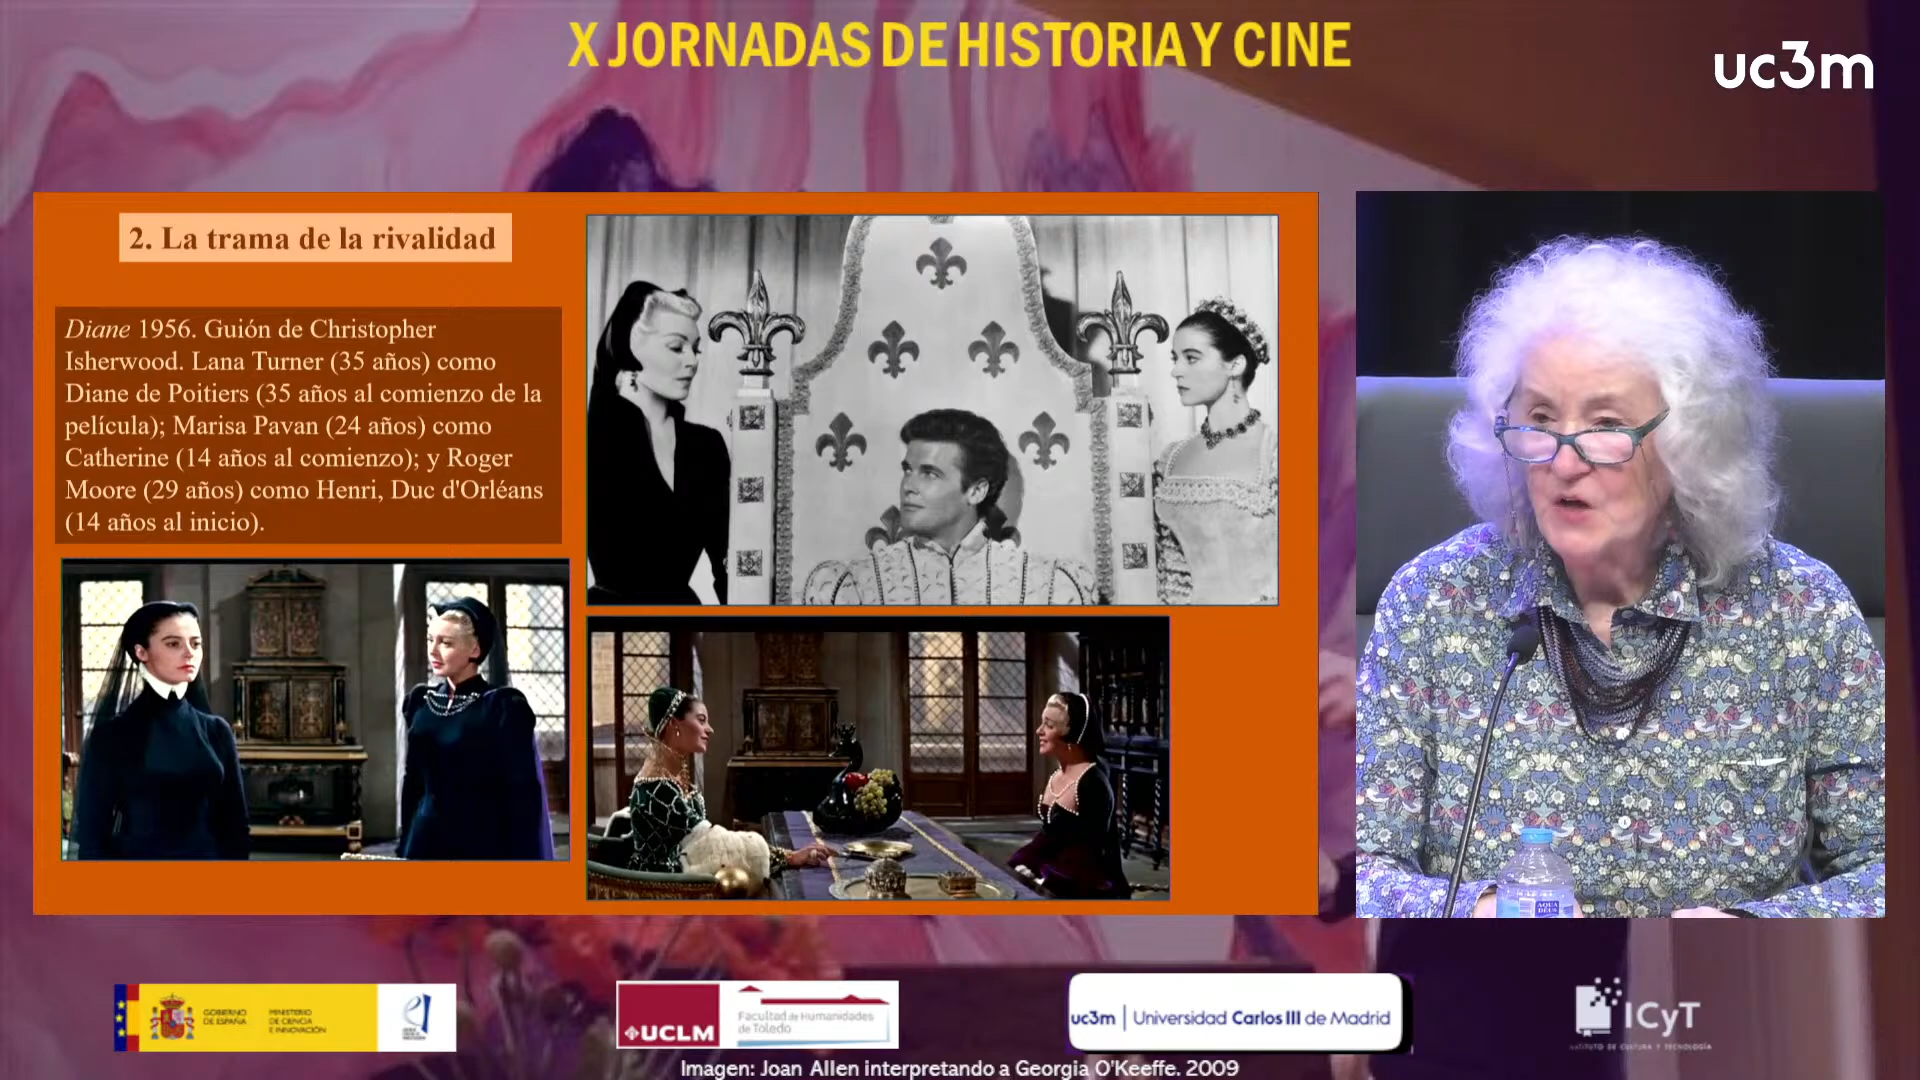 X JORNADAS DE HISTORIA Y CINE
uc3m
2. La trama de la rivalidad
Diane 1956. Guión de Christopher
Isherwood. Lana Turner (35 años) como
Diane de Poitiers (35 años al comienzo de la
película); Marisa Pavan (24 años) como
Catherine (14 años al comienzo); y Roger
Moore (29 años) como Henri, Duc d'Orléans
(14 años al inicio).
GOBIERNO
DE ESPAÑA
MINISTERIO
DE CIENCIA
E INNOVACIÓN
UCLM
Facultad de Humanidades
de Toledo
uc3m | Universidad Carlos III de Madrid
ICyT
INSTITUTO DE CULTURA Y TECNOLOGÍA
Imagen: Joan Allen interpretando a Georgia O'Keeffe. 2009